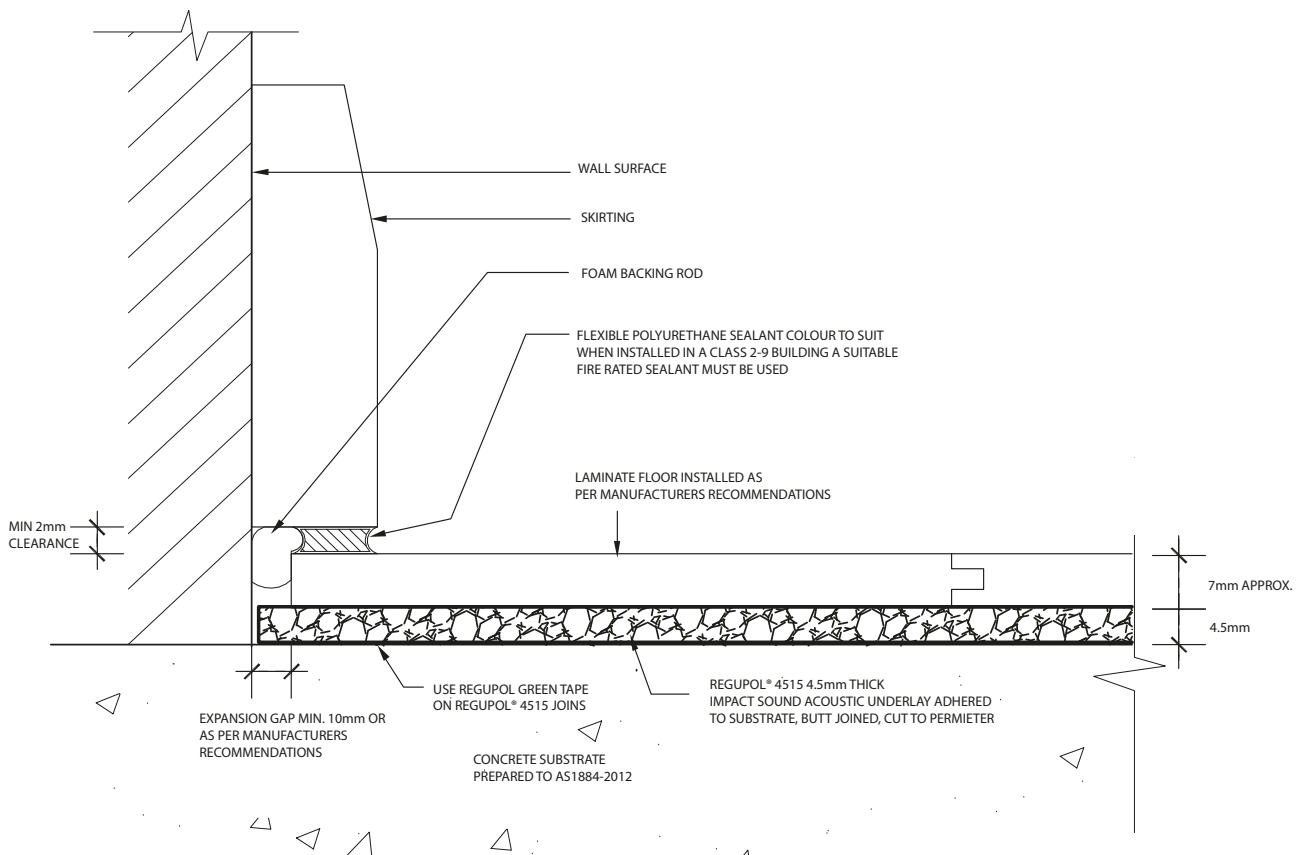 WALL SURFACE
SKIRTING
FOAM BACKING ROD
FLEXIBLE POLYURETHANE SEALANT COLOUR TO SUIT
WHEN INSTALLED IN A CLASS 2-9 BUILDING A SUITABLE
FIRE RATED SEALANT MUST BE USED
LAMINATE FLOOR INSTALLED AS
PER MANUFACTURERS RECOMMENDATIONS
MIN 2mm
CLEARANCE
7mm APPROX.
4.5mm
USE REGUPOL GREEN TAPE
ON REGUPOL® 4515 JOINS
REGUPOL® 4515 4.5mm THICK
IMPACT SOUND ACOUSTIC UNDERLAY ADHERED
TO SUBSTRATE, BUTT JOINED, CUT TO PERMIETER
EXPANSION GAP MIN. 10mm OR
AS PER MANUFACTURERS
RECOMMENDATIONS
CONCRETE SUBSTRATE
PREPARED TO AS1884-2012